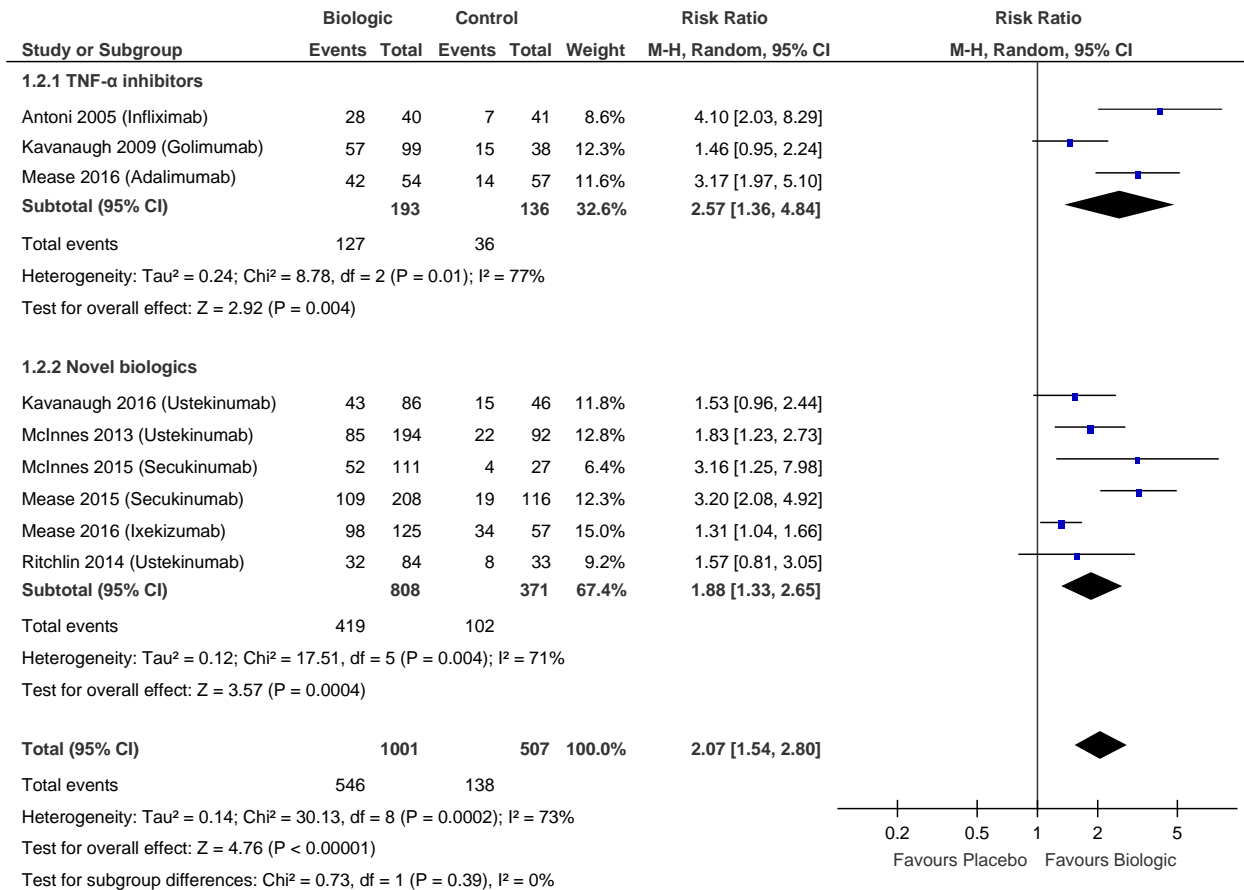 Biologic Control Risk Ratio Risk Ratio
Study or Subgroup Events Total Events Total Weight M-H, Random, 95% CI M-H, Random, 95% CI
1.2.1 TNF-α inhibitors
Antoni 2005 (Infliximab) 28 40 7 41 8.6% 4.10 [2.03, 8.29]
Kavanaugh 2009 (Golimumab) 57 99 15 38 12.3% 1.46 [0.95, 2.24]
Mease 2016 (Adalimumab) 42 54 14 57 11.6% 3.17 [1.97, 5.10]
Subtotal (95% CI) 193 136 32.6% 2.57 [1.36, 4.84]
Total events 127 36
Heterogeneity: Tau² = 0.24; Chi² = 8.78, df = 2 (P = 0.01); I² = 77%
Test for overall effect: Z = 2.92 (P = 0.004)
1.2.2 Novel biologics
Kavanaugh 2016 (Ustekinumab) 43 86 15 46 11.8% 1.53 [0.96, 2.44]
McInnes 2013 (Ustekinumab) 85 194 22 92 12.8% 1.83 [1.23, 2.73]
McInnes 2015 (Secukinumab) 52 111 4 27 6.4% 3.16 [1.25, 7.98]
Mease 2015 (Secukinumab) 109 208 19 116 12.3% 3.20 [2.08, 4.92]
Mease 2016 (Ixekizumab) 98 125 34 57 15.0% 1.31 [1.04, 1.66]
Ritchlin 2014 (Ustekinumab) 32 84 8 33 9.2% 1.57 [0.81, 3.05]
Subtotal (95% CI) 808 371 67.4% 1.88 [1.33, 2.65]
Total events 419 102
Heterogeneity: Tau² = 0.12; Chi² = 17.51, df = 5 (P = 0.004); I² = 71%
Test for overall effect: Z = 3.57 (P = 0.0004)
Total (95% CI) 1001 507 100.0% 2.07 [1.54, 2.80]
Total events 546 138
Heterogeneity: Tau² = 0.14; Chi² = 30.13, df = 8 (P = 0.0002); I² = 73%
Test for overall effect: Z = 4.76 (P < 0.00001)
Test for subgroup differences: Chi² = 0.73, df = 1 (P = 0.39), I² = 0%
0.2 0.5 1 2 5
Favours Placebo Favours Biologic